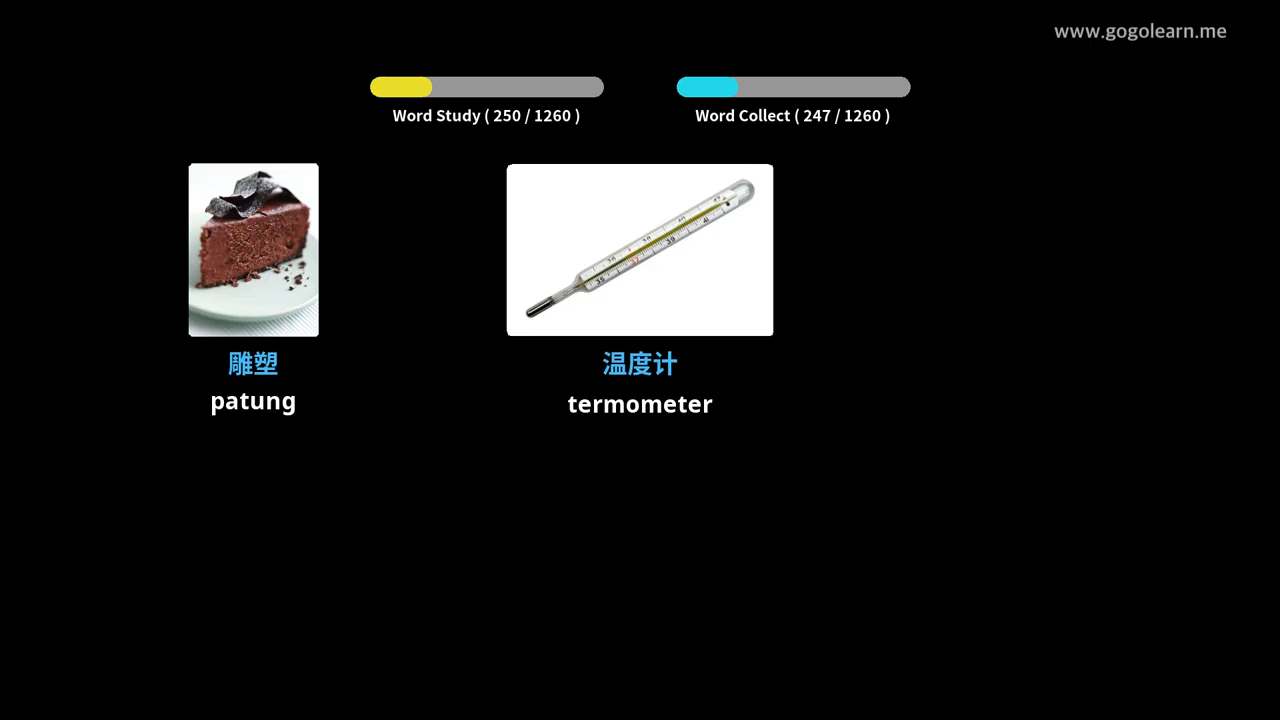 www.gogolearn.me
Word Study ( 250 / 1260 )
Word Collect ( 247 / 1260 )
雕塑
patung
温度计
termometer